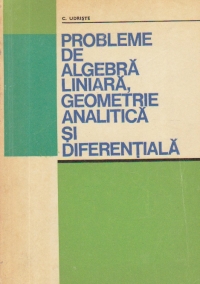 C. UDRIȘTE
PROBLEME
DE
ALGEBRĂ
LINIARĂ,
GEOMETRIE
ANALITICĂ
ȘI
DIFERENȚIALĂ